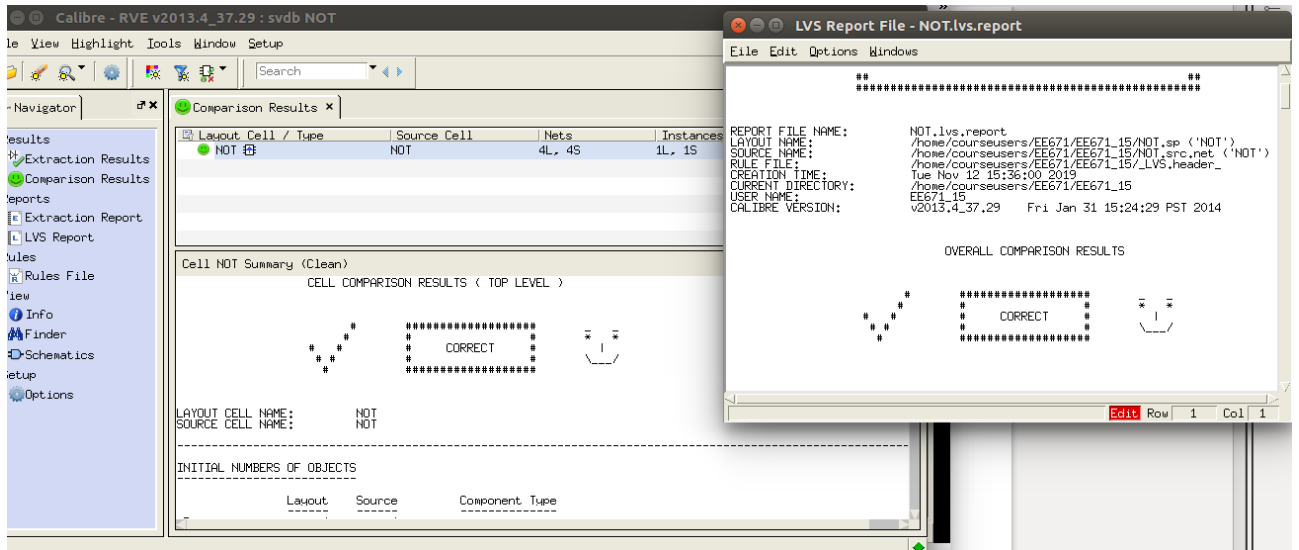 Calibre - RVE v2013.4_37.29 : svdb NOT
le View Highlight Tools Window Setup
Search
Navigator
esults
Extraction Results
Comparison Results
eports
Extraction Report
LVS Report
ules
Rules File
iew
Info
Finder
Schematics
etup
Options
Comparison Results
Layout Cell / Type Source Cell Nets Instances
NOT NOT 4L, 4S 1L, 1S
Cell NOT Summary (Clean)
CELL COMPARISON RESULTS ( TOP LEVEL )
CORRECT
LAYOUT CELL NAME: NOT
SOURCE CELL NAME: NOT
INITIAL NUMBERS OF OBJECTS
Layout Source Component Type
LVS Report File - NOT.lvs.report
File Edit Options Windows
REPORT FILE NAME: NOT.lvs.report
LAYOUT NAME: /home/courseusers/EE671/EE671_15/NOT.sp ('NOT')
SOURCE NAME: /home/courseusers/EE671/EE671_15/NOT.src.net ('NOT')
RULE FILE: /home/courseusers/EE671/EE671_15/_LVS.header_
CREATION TIME: Tue Nov 12 15:36:00 2019
CURRENT DIRECTORY: /home/courseusers/EE671/EE671_15
USER NAME: EE671_15
CALIBRE VERSION: v2013.4_37.29 Fri Jan 31 15:24:29 PST 2014
OVERALL COMPARISON RESULTS
CORRECT
Edit Row 1 Col 1